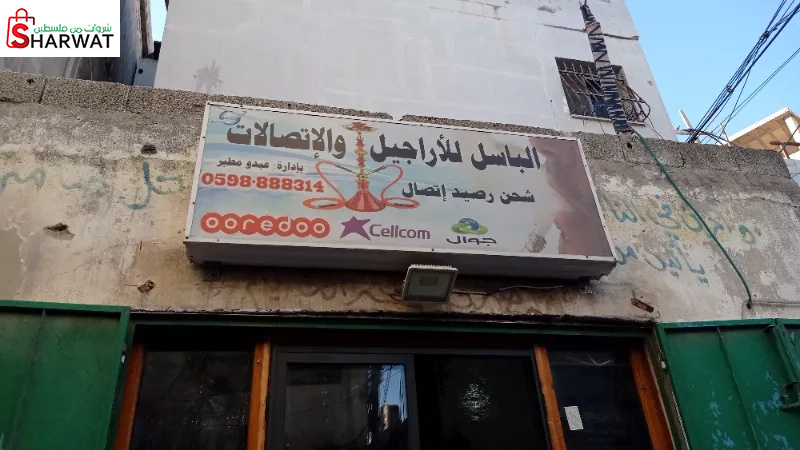 شروات من فلسطين
SHARWAT
الباسل للأراجيل والإتصالات
بإدارة: عبدو مطير
0598-888314
شحن رصيد إتصال
ooredoo
Cellcom
جوال